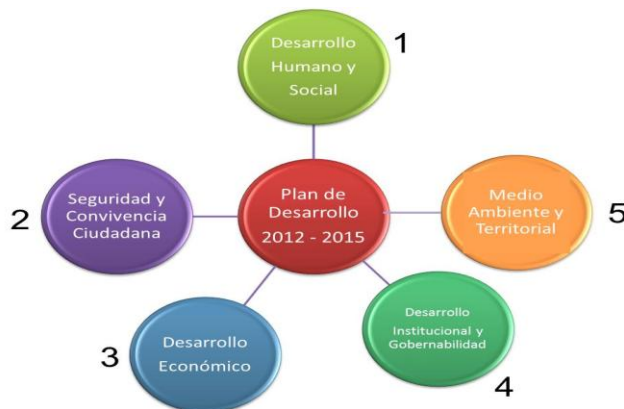 1
Desarrollo
Humano y
Social
2
Seguridad y
Convivencia
Ciudadana
Plan de
Desarrollo
2012 - 2015
Medio
Ambiente y
Territorial
5
3
Desarrollo
Económico
Desarrollo
Institucional y
Gobernabilidad
4